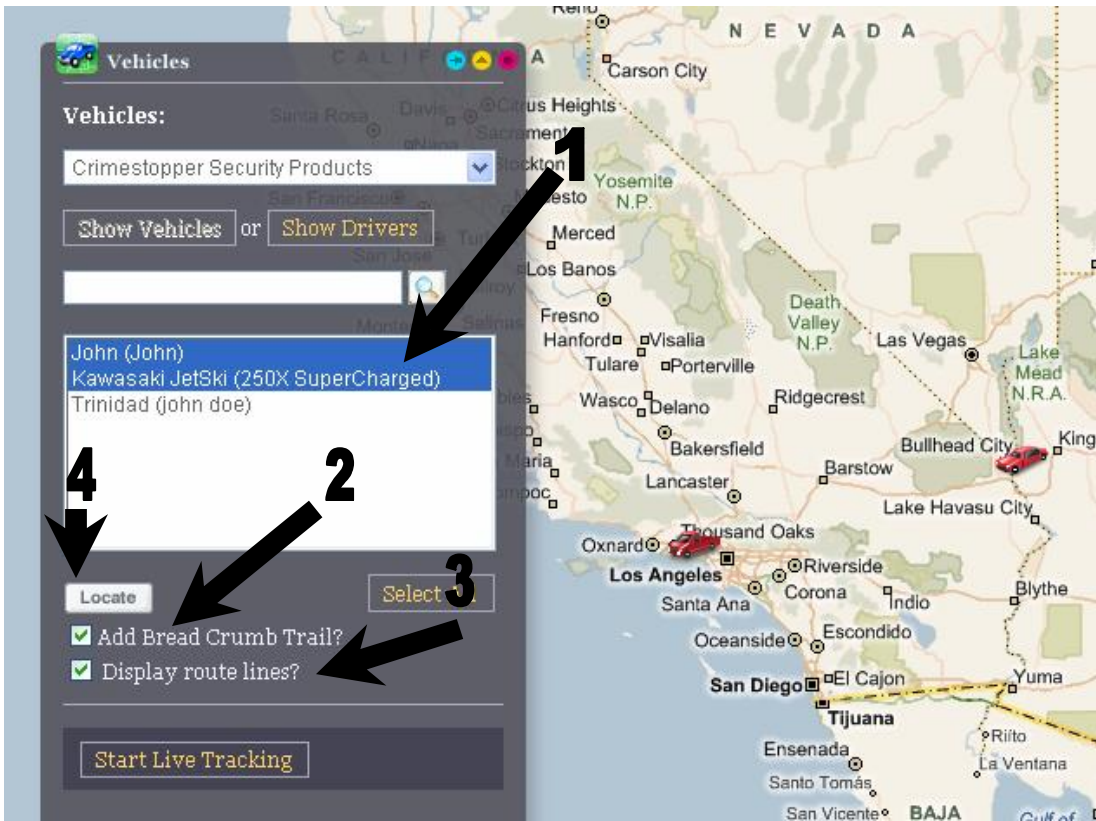 Vehicles
Vehicles:
Crimestopper Security Products
Show Vehicles or Show Drivers
John (John)
Kawasaki JetSki (250X SuperCharged)
Trinidad (john doe)
Locate
Select
Add Bread Crumb Trail?
Display route lines?
Start Live Tracking
1
2
3
4
Reno
NEVADA
CALIF
A
Carson City
Santa Rosa
Davis
Citrus Heights
Yosemite
N.P.
San Francisco
Merced
San Jose
Los Banos
Fresno
Salinas
Hanford
Visalia
Tulare
Porterville
Death
Valley
N.P.
Las Vegas
Lake
Mead
N.R.A.
Wasco
Delano
Ridgecrest
Bakersfield
Bullhead City
King
Barstow
Lancaster
Lake Havasu City
Thousand Oaks
Oxnard
Los Angeles
Riverside
Corona
Santa Ana
Indio
Blythe
Oceanside
Escondido
San Diego
El Cajon
Yuma
Tijuana
Ensenada
Riíto
La Ventana
Santo Tomás
San Vicente
BAJA
Gulf of